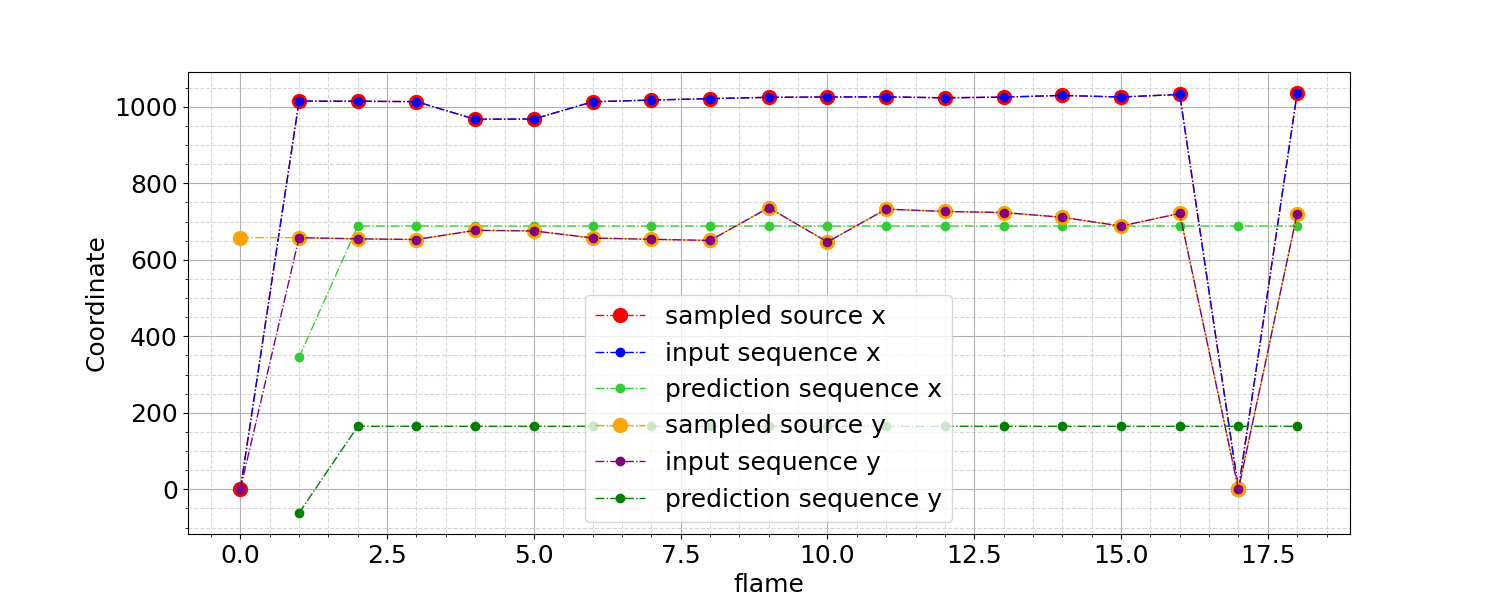 1000
800
600
400
200
0
Coordinate
sampled source x
input sequence x
prediction sequence x
sampled source y
input sequence y
prediction sequence y
0.0 2.5 5.0 7.5 10.0 12.5 15.0 17.5
flame